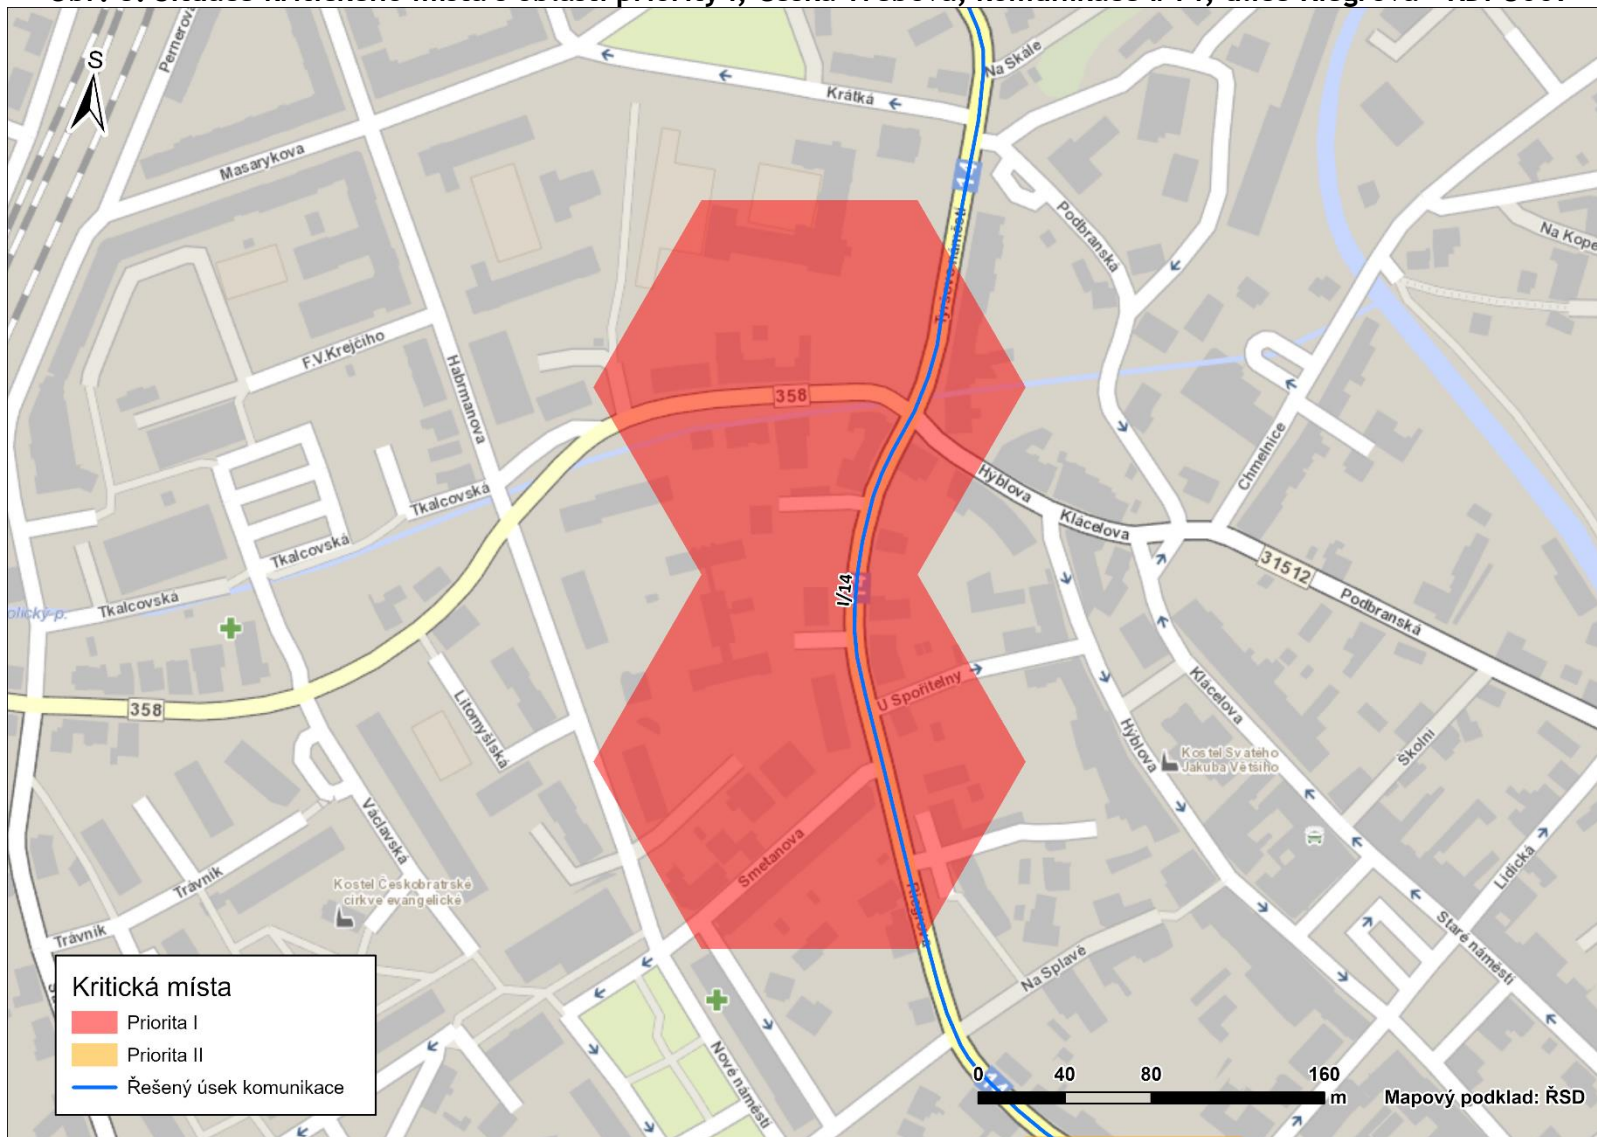 S
Pernerova
Na Skále
Krátká
Masarykova
Podbranská
Tyršovo náměstí
Na Kope
F.V.Krejčího
Habrmanova
358
Hýblova
Klácelova
Chmelnice
31512
Podbranská
Tkalcovská
Tkalcovská
Tkalcovská
I/14
358
Litomyšlská
U Spořitelny
Hýblova
Klácelova
Kostel Svatého
Jakuba Většího
Školní
Václavská
Smetanova
Riegrova
Lidická
Trávník
Kostel Českobratrské
církve evangelické
Trávník
Staré náměstí
Na Splavě
Nové náměstí
Kritická místa
Priorita I
Priorita II
Řešený úsek komunikace
0 40 80 160
m
Mapový podklad: ŘSD